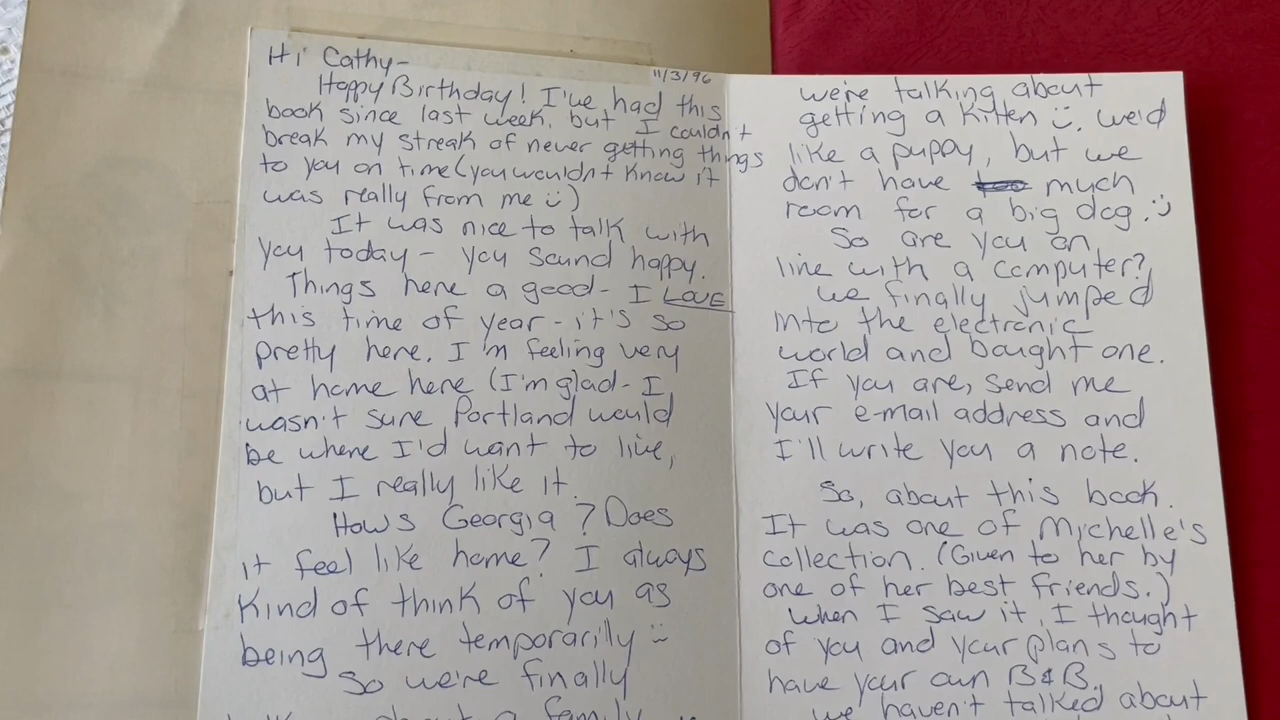 Hi Cathy-
11/3/96
Happy Birthday! I've had this
book since last week, but I couldn't
break my streak of never getting things
to you on time (you wouldn't know it
was really from me :))
It was nice to talk with
you today - you sound happy.
Things here a good - I LOVE
this time of year - it's so
pretty here. I'm feeling very
at home here (I'm glad - I
wasn't sure Portland would
be where I'd want to live,
but I really like it.
How's Georgia? Does
it feel like home? I always
kind of think of you as
being there temporarily :)
So we're finally
about a family
we're talking about
getting a kitten :). we'd
like a puppy, but we
don't have much
room for a big dog. :)
So are you on
line with a computer?
We finally jumped
into the electronic
world and bought one.
If you are, send me
your e-mail address and
I'll write you a note.
So, about this book.
It was one of Michelle's
collection. (Given to her by
one of her best friends.)
When I saw it, I thought
of you and your plans to
have your own B&B.
We haven't talked about